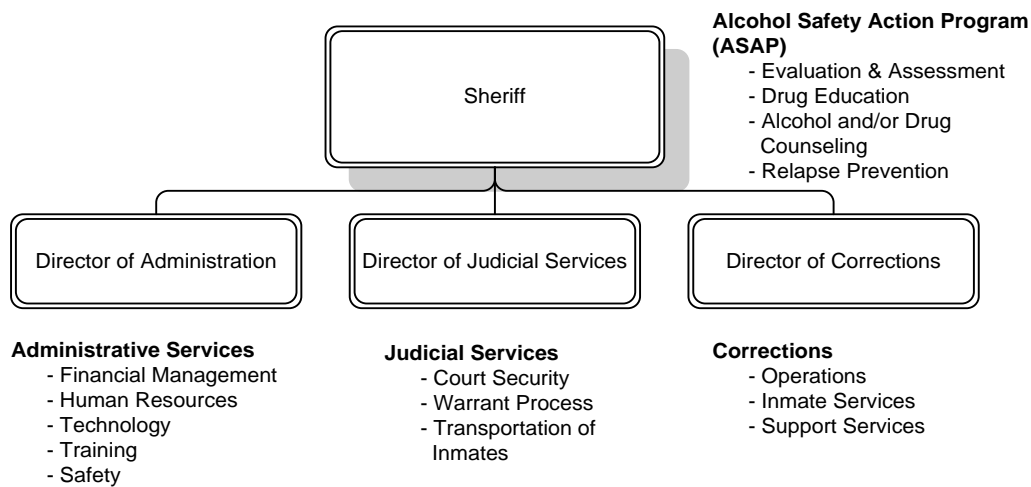 Alcohol Safety Action Program
(ASAP)
- Evaluation & Assessment
- Drug Education
- Alcohol and/or Drug
Counseling
- Relapse Prevention
Sheriff
Director of Administration
Director of Judicial Services
Director of Corrections
Administrative Services
- Financial Management
- Human Resources
- Technology
- Training
- Safety
Judicial Services
- Court Security
- Warrant Process
- Transportation of
Inmates
Corrections
- Operations
- Inmate Services
- Support Services